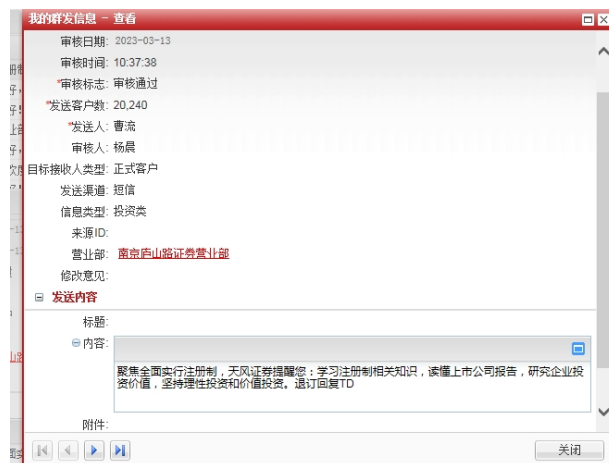 我的群发信息 - 查看
审核日期: 2023-03-13
审核时间: 10:37:38
*审核标志: 审核通过
*发送客户数: 20,240
*发送人: 曹流
审核人: 杨晨
目标接收人类型: 正式客户
发送渠道: 短信
信息类型: 投资类
来源ID:
营业部: 南京庐山路证券营业部
修改意见:
发送内容
标题:
内容:
聚焦全面实行注册制，天风证券提醒您：学习注册制相关知识，读懂上市公司报告，研究企业投
资价值，坚持理性投资和价值投资。退订回复TD
附件:
关闭